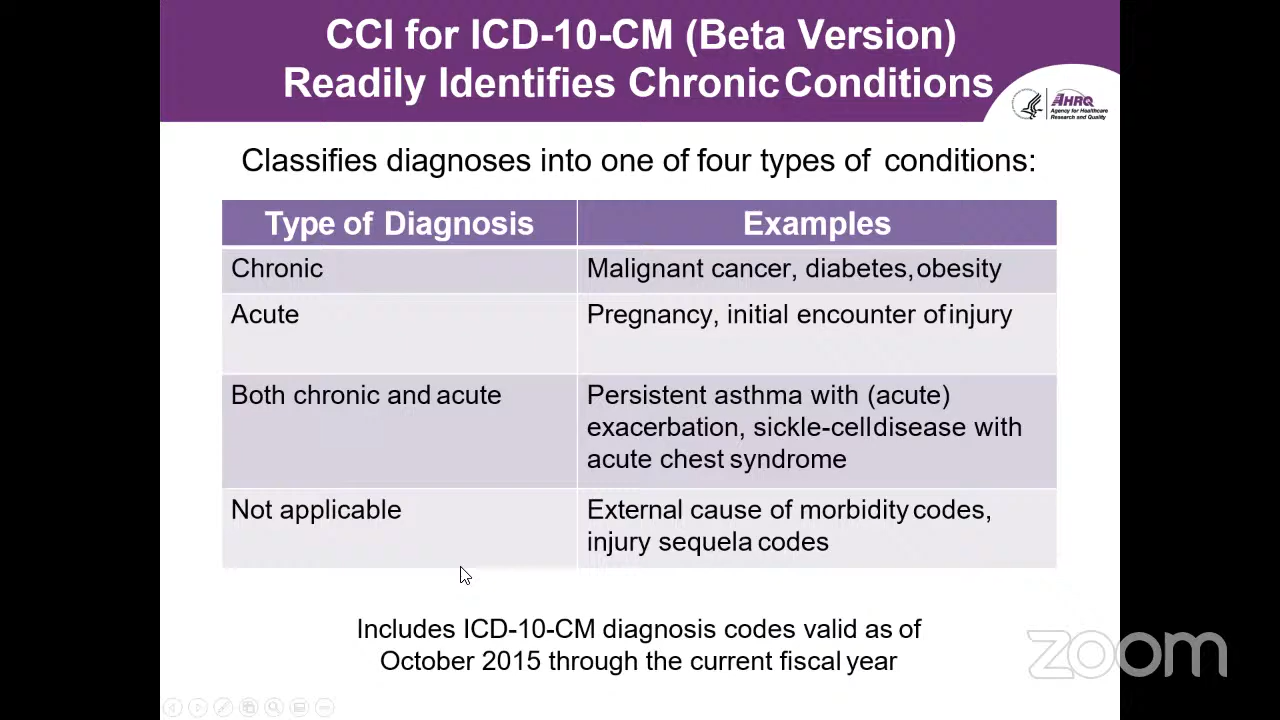 CCI for ICD-10-CM (Beta Version)
Readily Identifies Chronic Conditions
AHRQ
Agency for Healthcare
Research and Quality
Classifies diagnoses into one of four types of conditions:
Type of Diagnosis
Examples
Chronic
Malignant cancer, diabetes, obesity
Acute
Pregnancy, initial encounter of injury
Both chronic and acute
Persistent asthma with (acute)
exacerbation, sickle-cell disease with
acute chest syndrome
Not applicable
External cause of morbidity codes,
injury sequela codes
Includes ICD-10-CM diagnosis codes valid as of
October 2015 through the current fiscal year
zoom